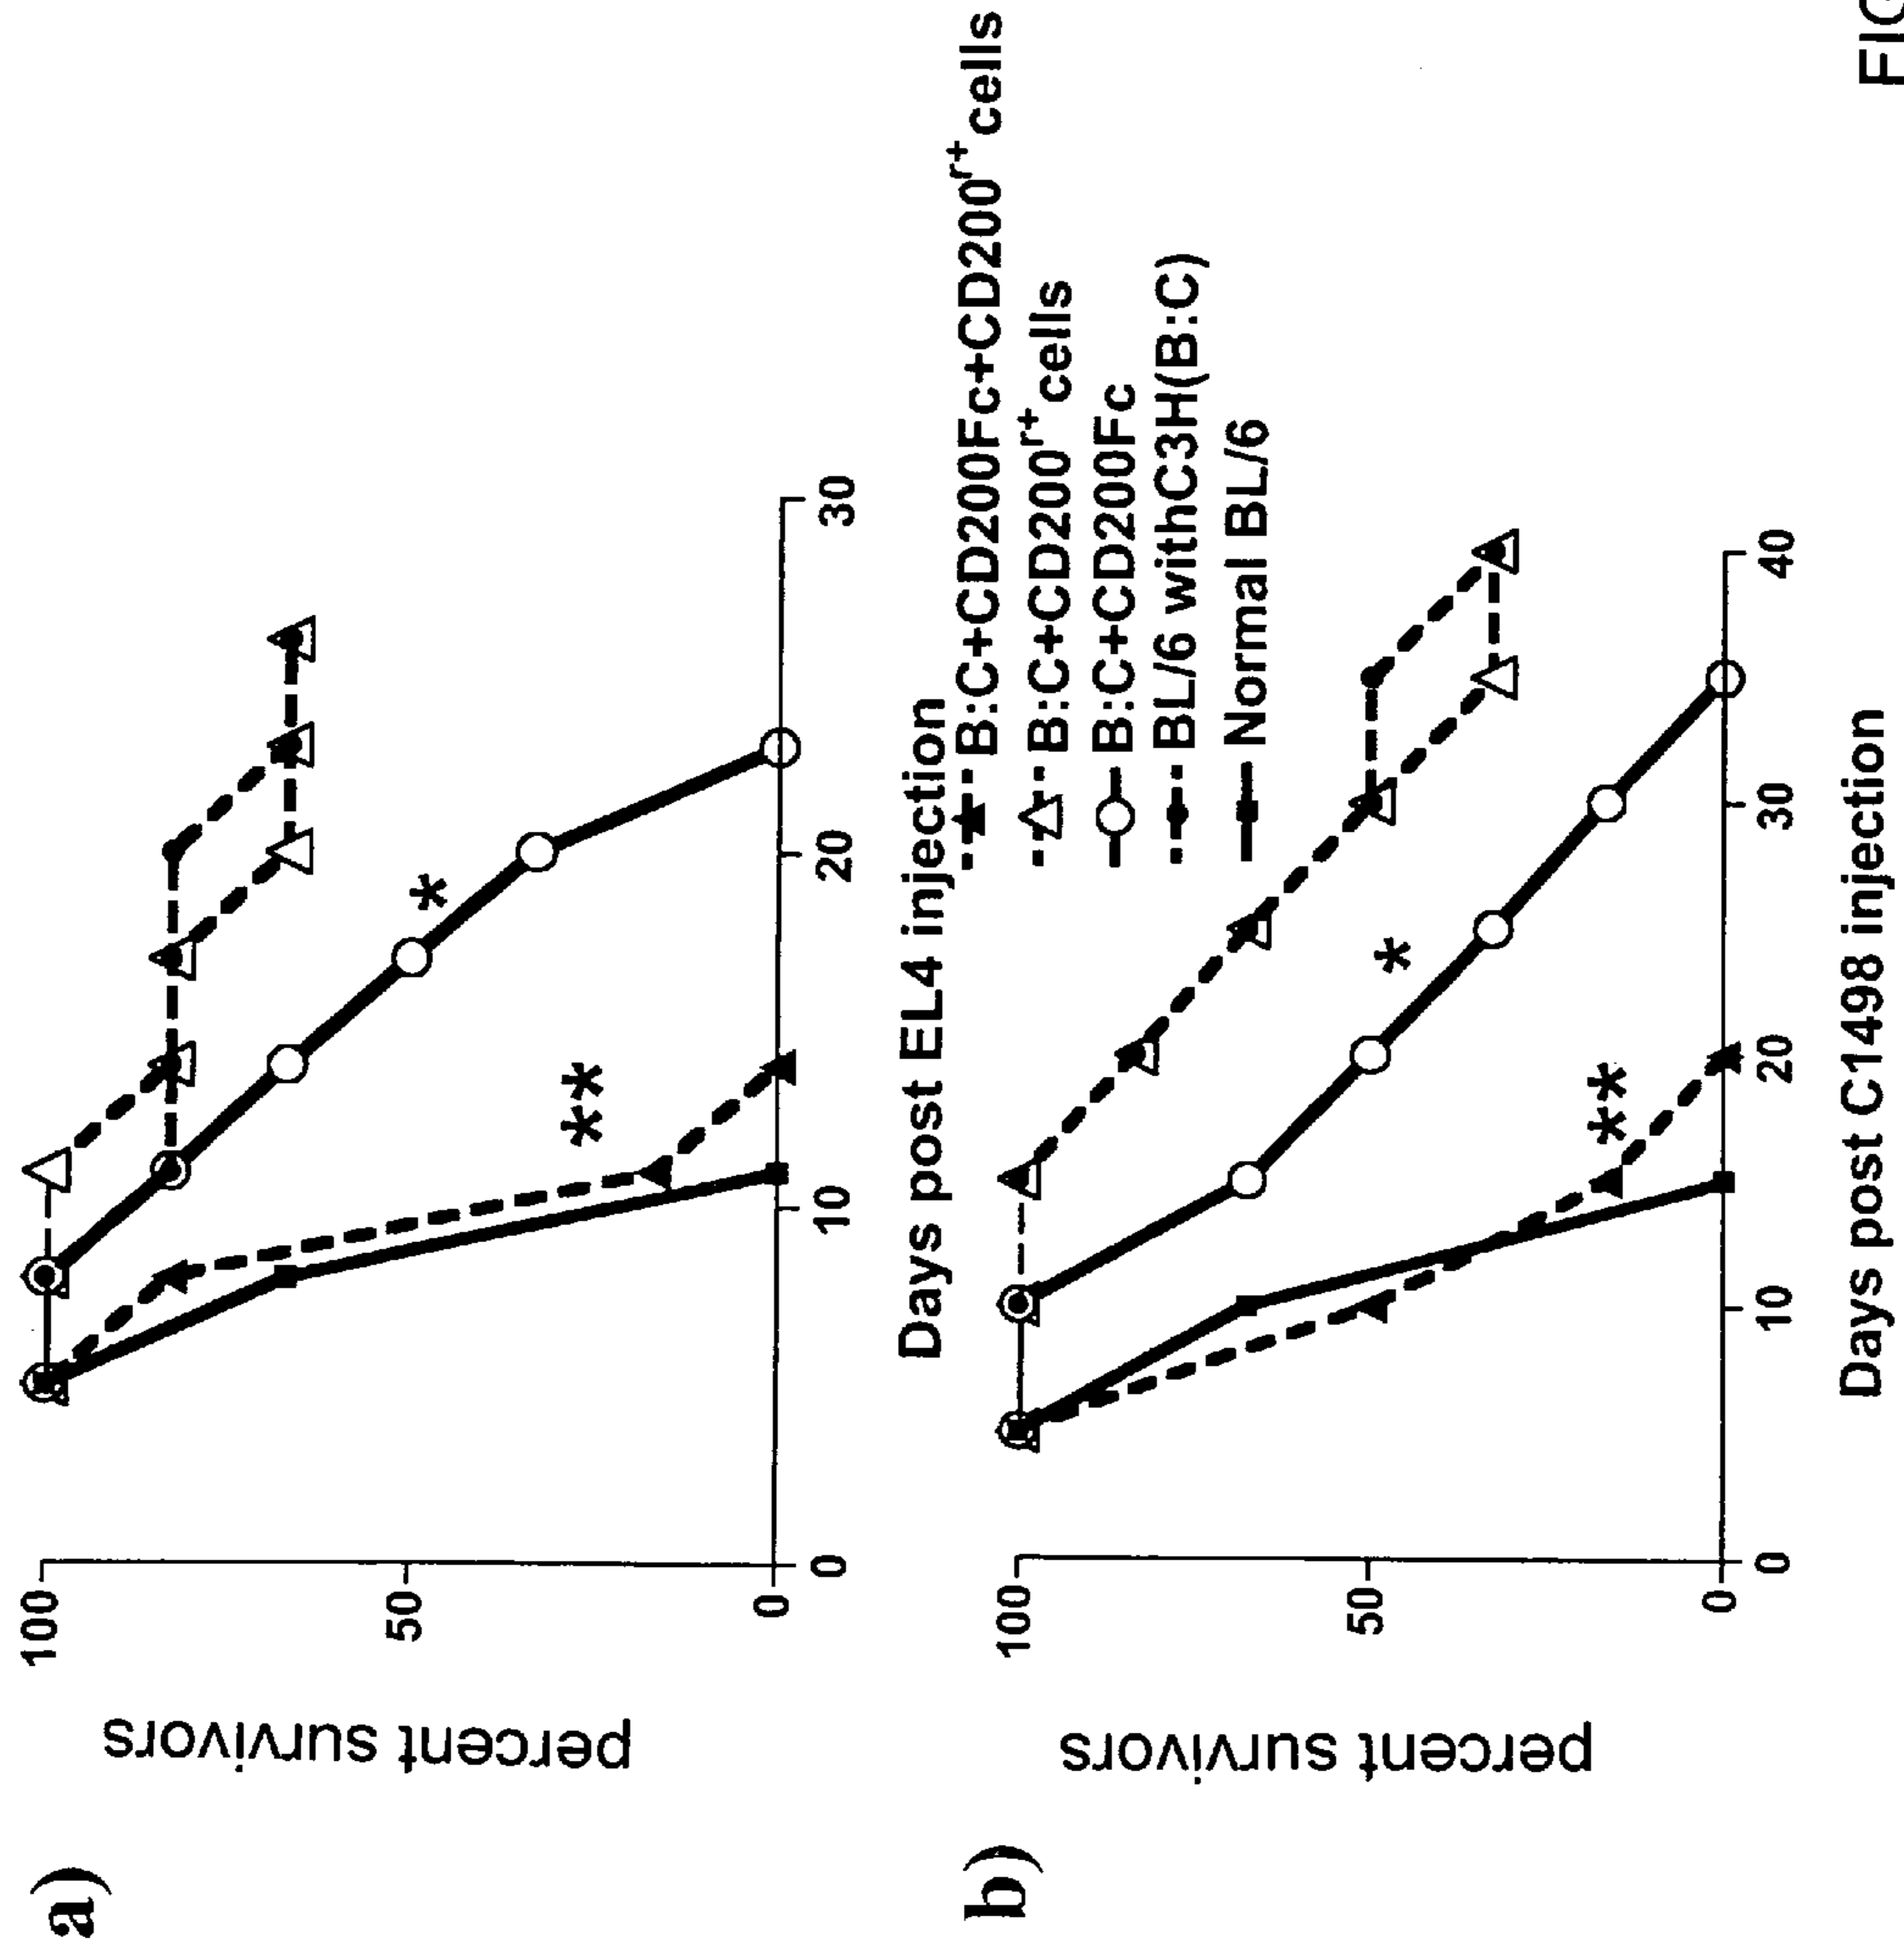 a)
percent survivors
100
50
0
0
10
20
30
Days post EL4 injection
B:C+CD200Fc+CD200r+cells
B:C+CD200r+cells
B:C+CD200Fc
BL/6 withC3H(B:C)
Normal BL/6
*
**
b)
percent survivors
100
50
0
0
10
20
30
40
*
**
Days post C1498 injection